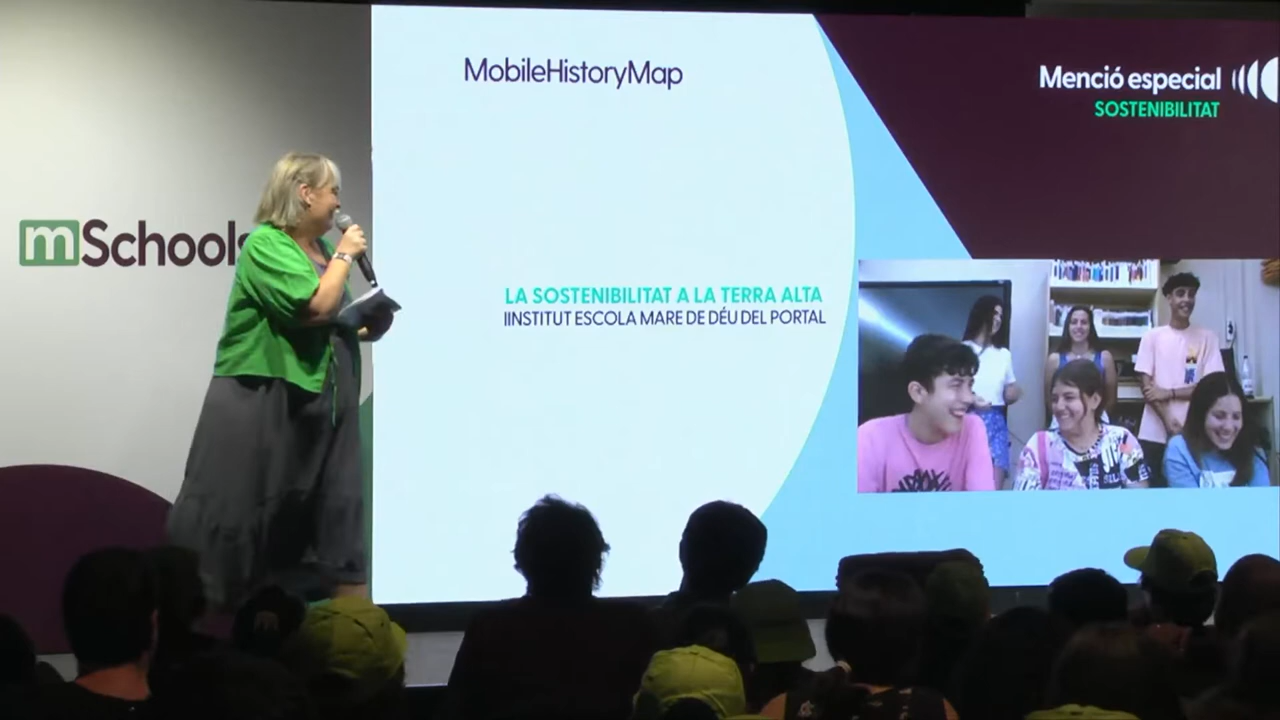 MobileHistoryMap
Menció especial
SOSTENIBILITAT
mSchools
LA SOSTENIBILITAT A LA TERRA ALTA
IINSTITUT ESCOLA MARE DE DÉU DEL PORTAL